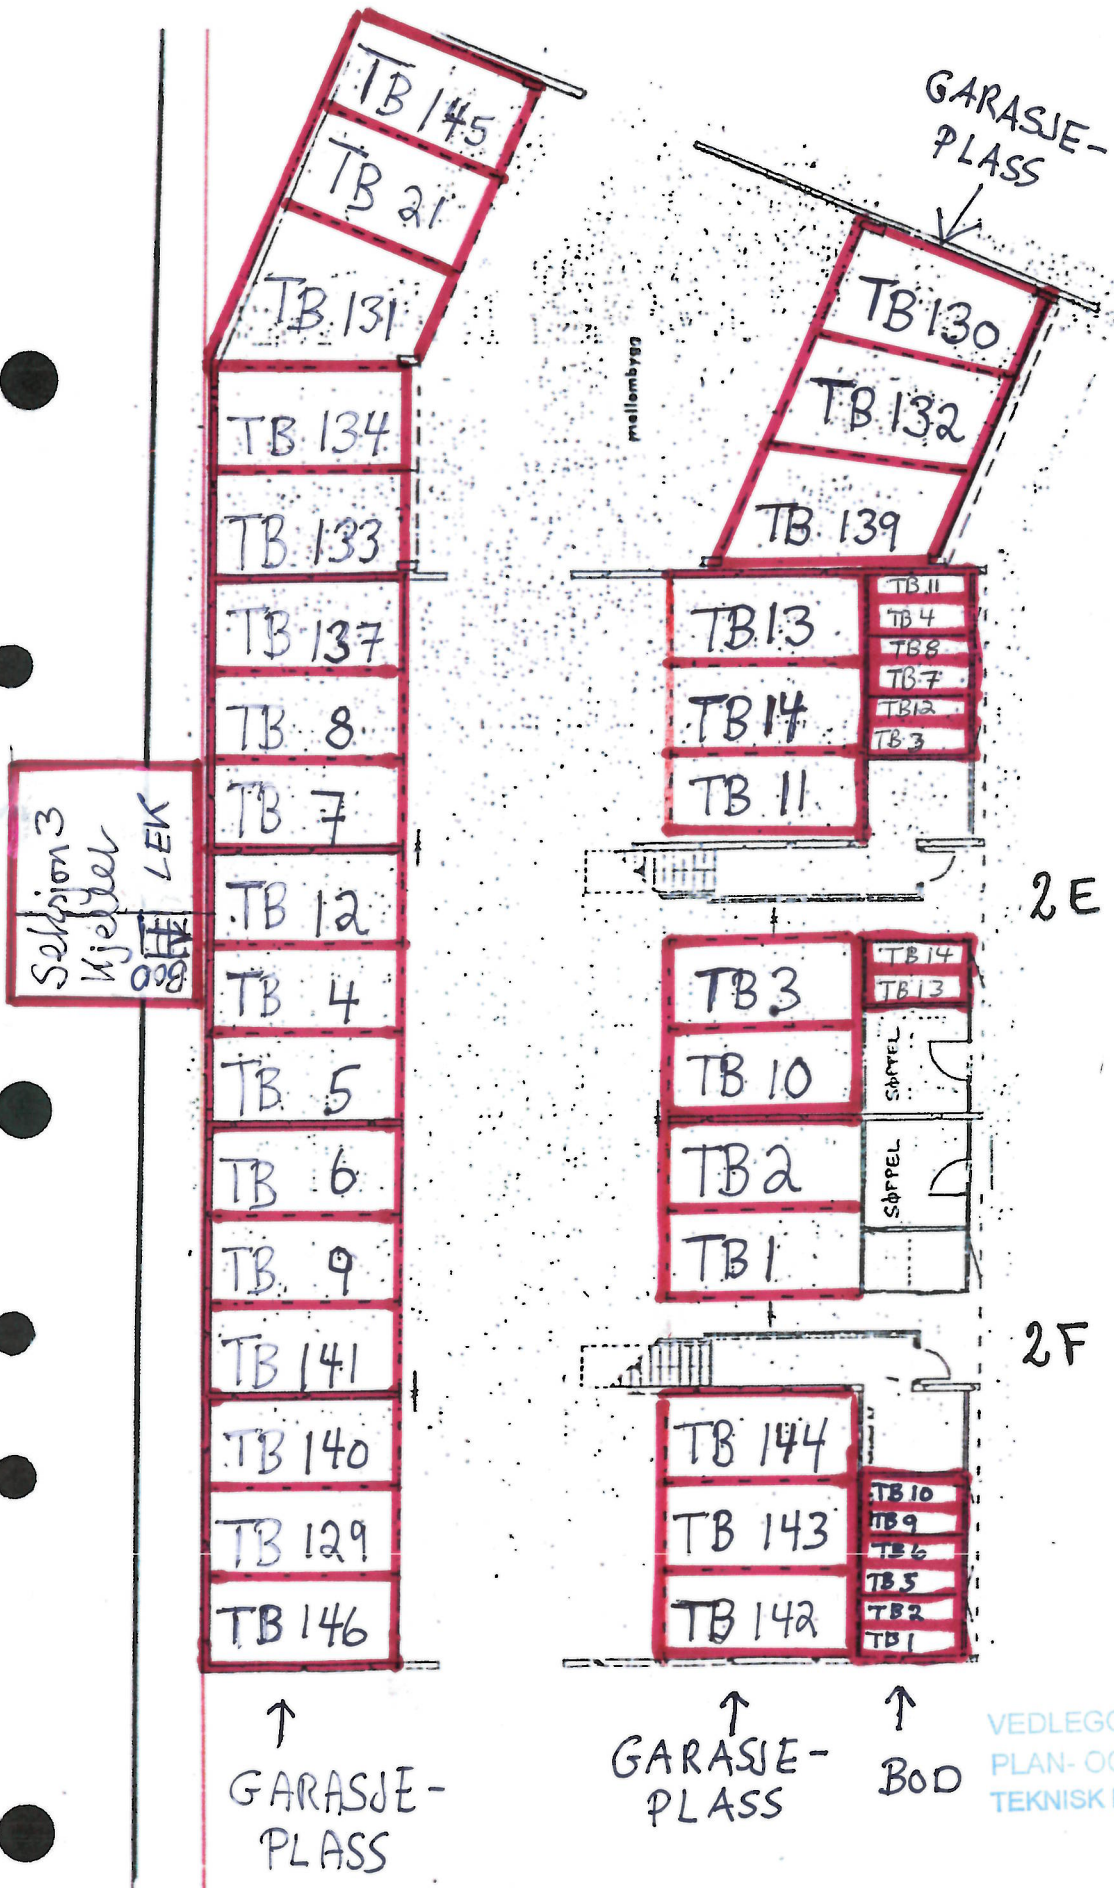 TB 145
TB 21
TB 131
TB 134
TB 133
TB 137
TB 8
TB 7
TB 12
TB 4
TB 5
TB 6
TB 9
TB 141
TB 140
TB 129
TB 146
GARASJE-
PLASS
Seksjon 3
Kjeller
LEK
BOD
mellombygg
GARASJE-
PLASS
TB 130
TB 132
TB 139
TB 13
TB 14
TB 11
TB 11
TB 4
TB 8
TB 7
TB 12
TB 3
2E
TB 3
TB 10
TB 2
TB 1
TB 14
TB 13
SØPPEL
SØPPEL
2F
TB 144
TB 143
TB 142
TB 10
TB 9
TB 6
TB 5
TB 2
TB 1
GARASJE-
PLASS
BOD
VEDLEGG
PLAN- OG
TEKNISK